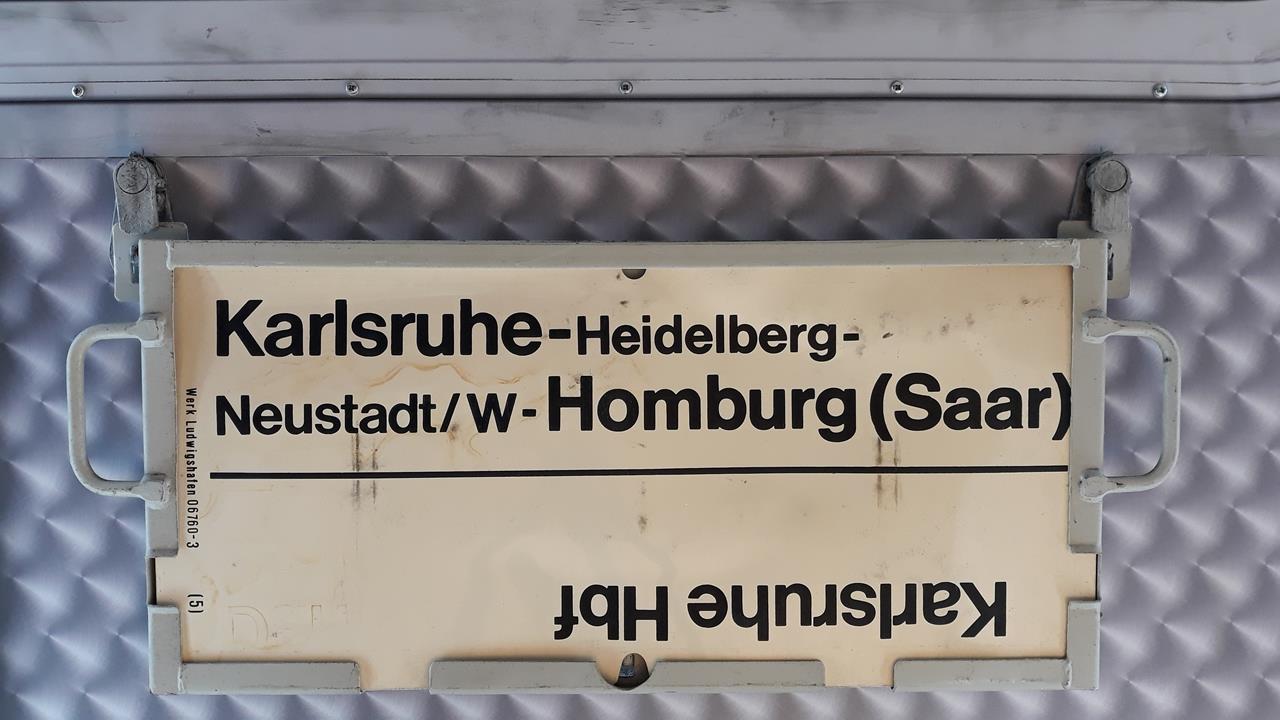 Karlsruhe-Heidelberg-
Neustadt/W-Homburg (Saar)
Werk Ludwigshafen 06760-3
(5)
Karlsruhe Hbf